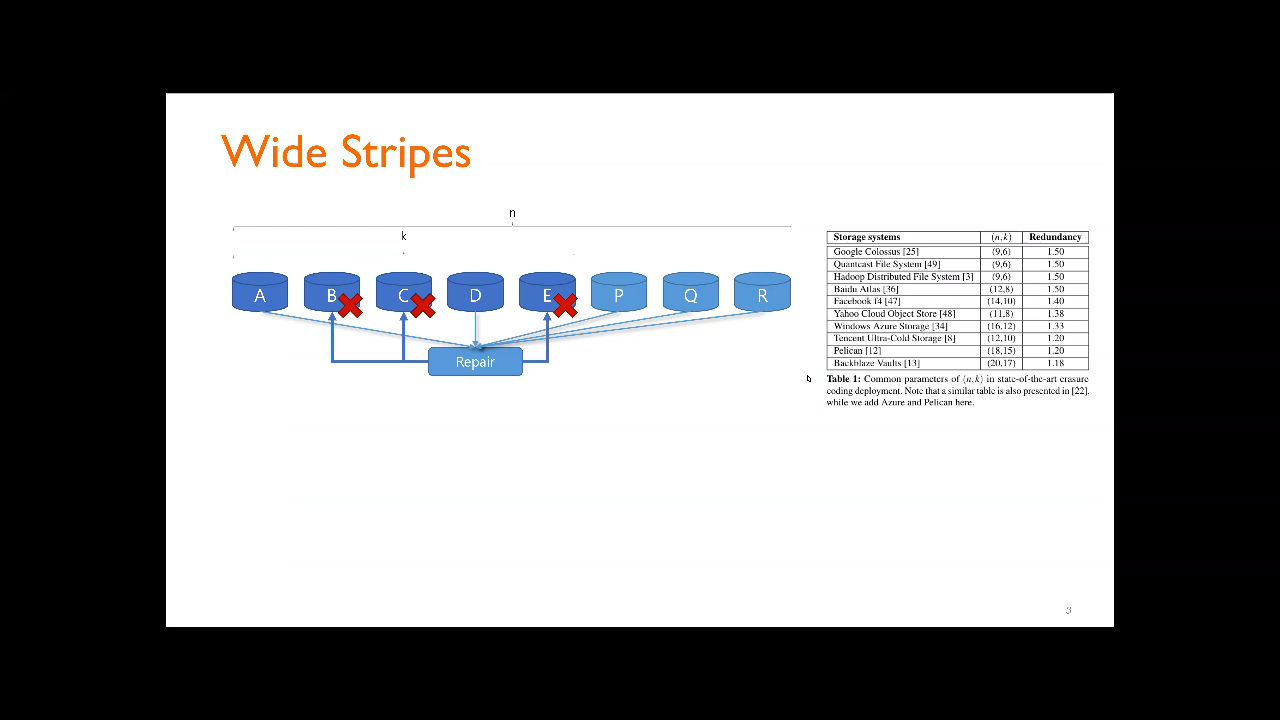 Wide Stripes
n
k
A B C D E P Q R
Repair
Storage systems (n,k) Redundancy
Google Colossus [25] (9,6) 1.50
Quantcast File System [49] (9,6) 1.50
Hadoop Distributed File System [3] (9,6) 1.50
Baidu Atlas [36] (12,8) 1.50
Facebook f4 [47] (14,10) 1.40
Yahoo Cloud Object Store [48] (11,8) 1.38
Windows Azure Storage [34] (16,12) 1.33
Tencent Ultra-Cold Storage [8] (12,10) 1.20
Pelican [12] (18,15) 1.20
Backblaze Vaults [13] (20,17) 1.18
Table 1: Common parameters of (n,k) in state-of-the-art erasure
coding deployment. Note that a similar table is also presented in [22],
while we add Azure and Pelican here.
3